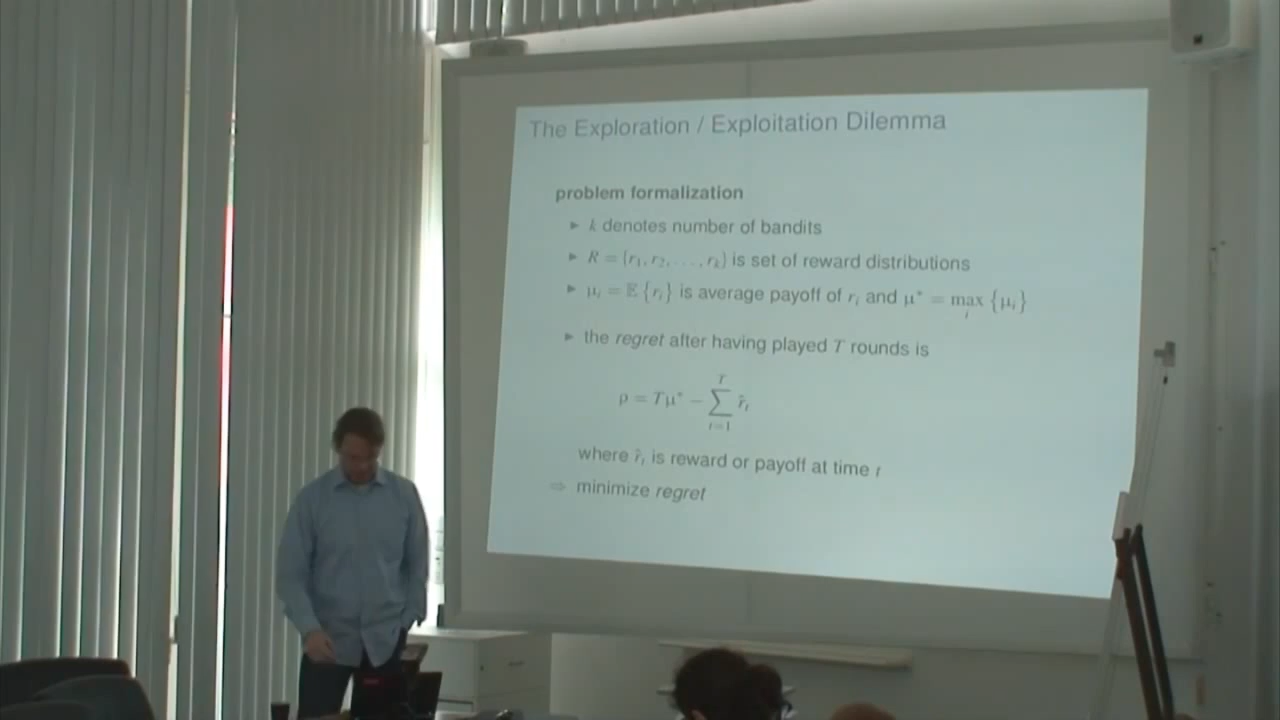 The Exploration / Exploitation Dilemma
problem formalization
► k denotes number of bandits
► R = {r₁, r₂, . . . , rₖ} is set of reward distributions
► μᵢ = 𝔼 {rᵢ} is average payoff of rᵢ and μ* = max {μᵢ}
i
► the regret after having played T rounds is
T
ρ = Tμ* − ∑ r̂ₜ
t=1
where r̂ₜ is reward or payoff at time t
⇒ minimize regret